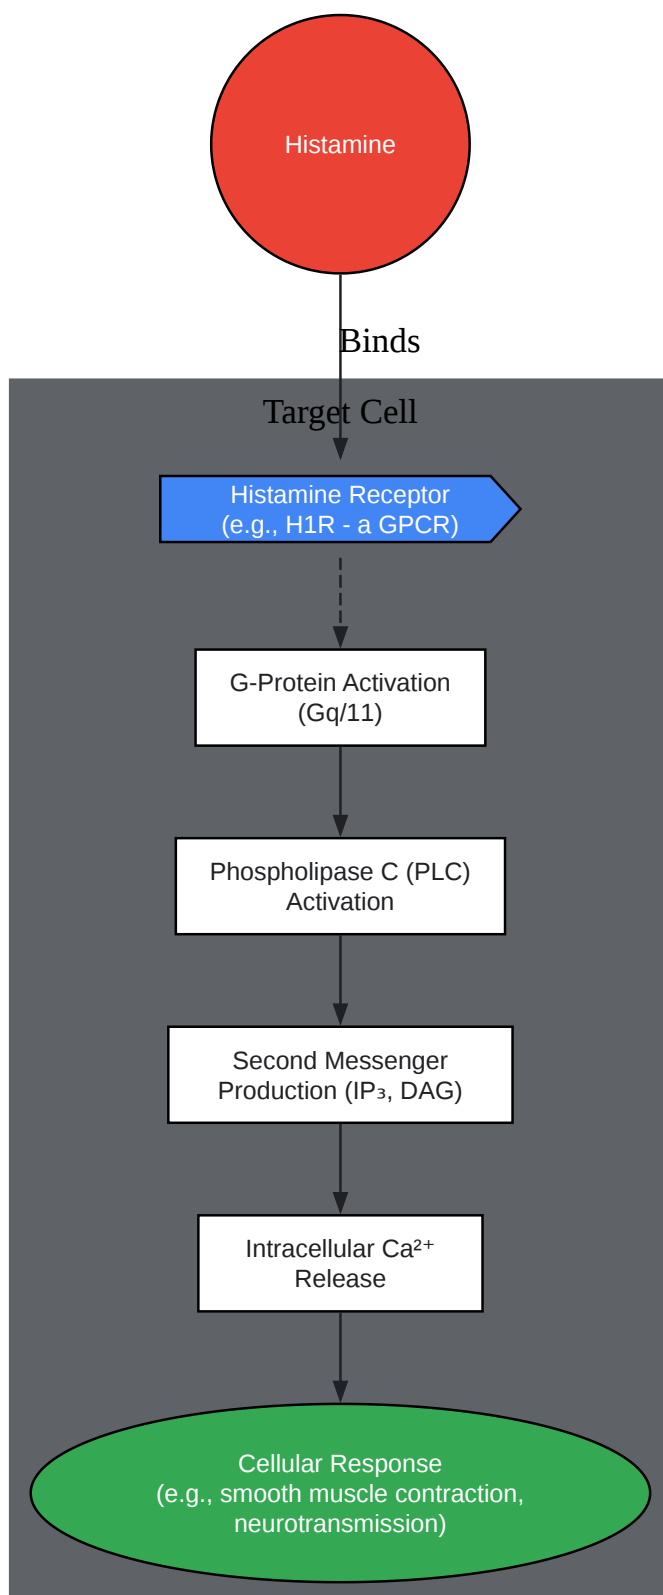 Histamine
Binds
Target Cell
Histamine Receptor
(e.g., H1R - a GPCR)
G-Protein Activation
(Gq/11)
Phospholipase C (PLC)
Activation
Second Messenger
Production (IP₃, DAG)
Intracellular Ca²⁺
Release
Cellular Response
(e.g., smooth muscle contraction,
neurotransmission)